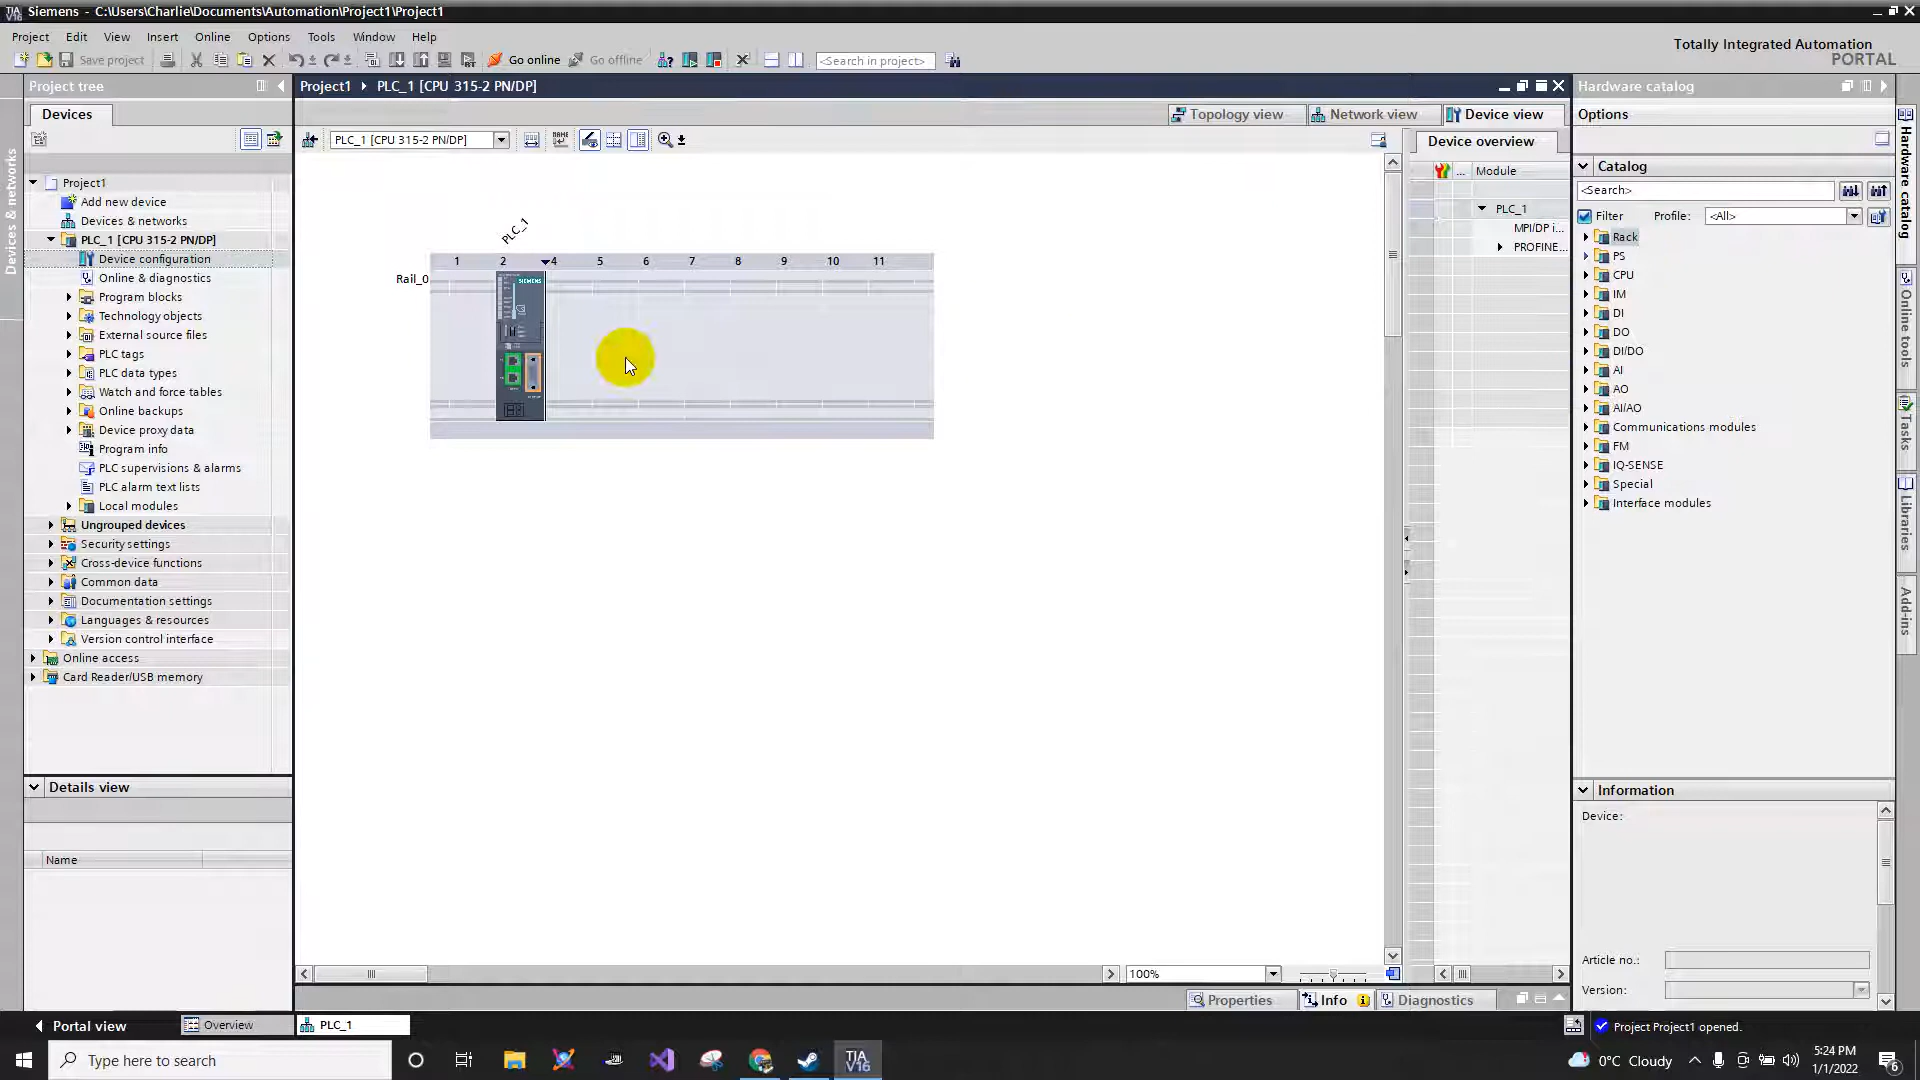 Siemens - C:\Users\Charlie\Documents\Automation\Project1\Project1
Project Edit View Insert Online Options Tools Window Help
Totally Integrated Automation
PORTAL
Save project
Go online
Go offline
<Search in project>
Project tree
Devices
Devices & networks
Project1
Add new device
Devices & networks
PLC_1 [CPU 315-2 PN/DP]
Device configuration
Online & diagnostics
Program blocks
Technology objects
External source files
PLC tags
PLC data types
Watch and force tables
Online backups
Device proxy data
Program info
PLC supervisions & alarms
PLC alarm text lists
Local modules
Ungrouped devices
Security settings
Cross-device functions
Common data
Documentation settings
Languages & resources
Version control interface
Online access
Card Reader/USB memory
Details view
Name
Project1 PLC_1 [CPU 315-2 PN/DP]
Topology view
Network view
Device view
PLC_1 [CPU 315-2 PN/DP]
PLC_1
1 2 4 5 6 7 8 9 10 11
Rail_0
SIEMENS
100%
Device overview
... Module
PLC_1
MPI/DP i...
PROFINE...
Properties
Info
Diagnostics
Hardware catalog
Options
Catalog
<Search>
Filter
Profile: <All>
Rack
PS
CPU
IM
DI
DO
DI/DO
AI
AO
AI/AO
Communications modules
FM
IQ-SENSE
Special
Interface modules
Information
Device:
Article no.:
Version:
Hardware catalog
Online tools
Tasks
Libraries
Add-ins
Portal view
Overview
PLC_1
Project Project1 opened.
Type here to search
TIA
V16
0°C Cloudy
5:24 PM
1/1/2022
6